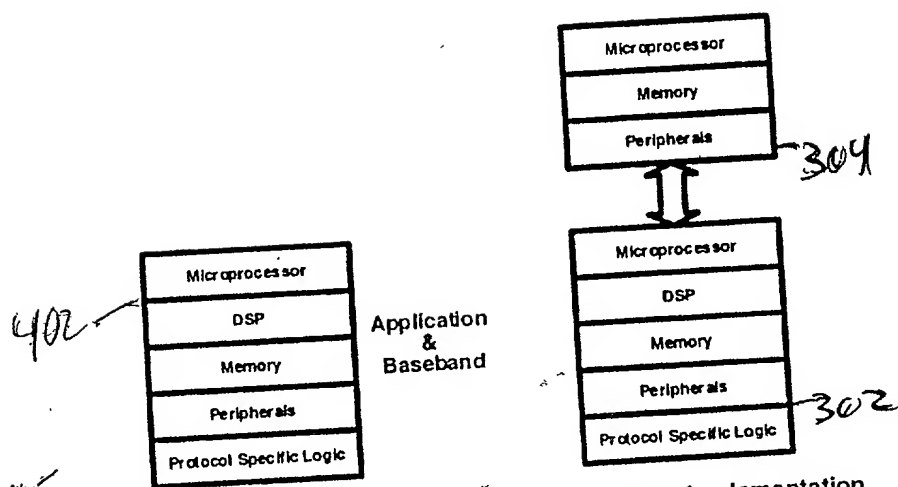 Microprocessor
Memory
Peripherals
304
Microprocessor
DSP
Memory
Peripherals
Protocol Specific Logic
302
402
Microprocessor
DSP
Memory
Peripherals
Protocol Specific Logic
Application
&
Baseband